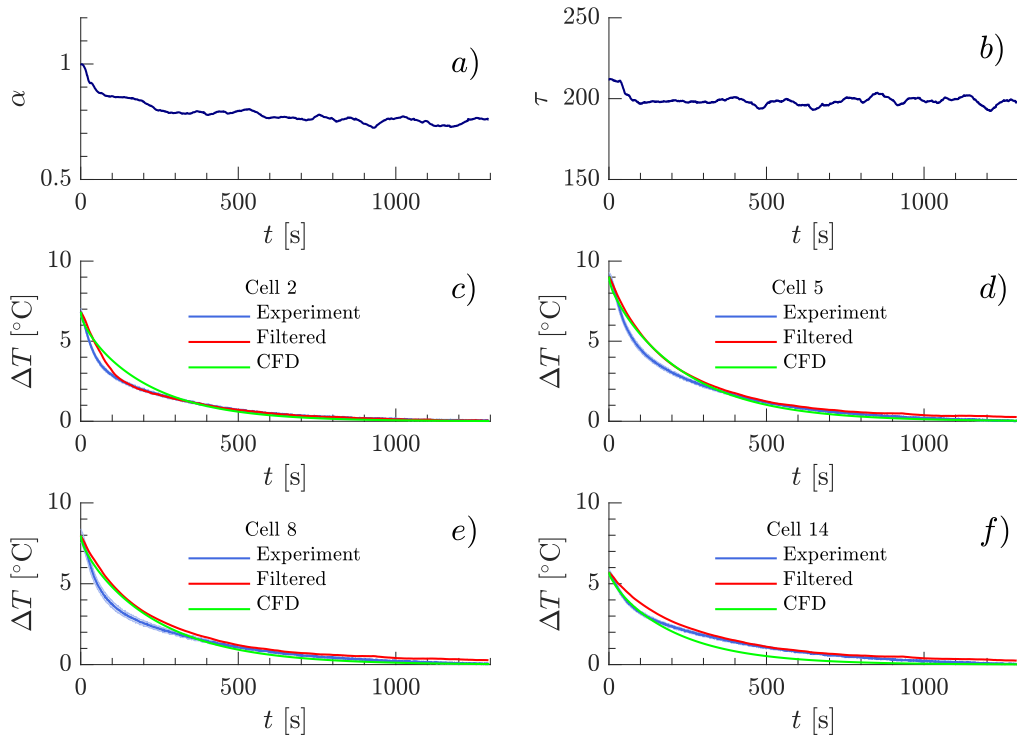 a)
1
α
0.5
0 500 1000
t [s]
b)
250
200
τ
150
0 500 1000
t [s]
c)
10
5
0
ΔT [°C]
Cell 2
Experiment
Filtered
CFD
0 500 1000
t [s]
d)
10
5
0
ΔT [°C]
Cell 5
Experiment
Filtered
CFD
0 500 1000
t [s]
e)
10
5
0
ΔT [°C]
Cell 8
Experiment
Filtered
CFD
0 500 1000
t [s]
f)
10
5
0
ΔT [°C]
Cell 14
Experiment
Filtered
CFD
0 500 1000
t [s]